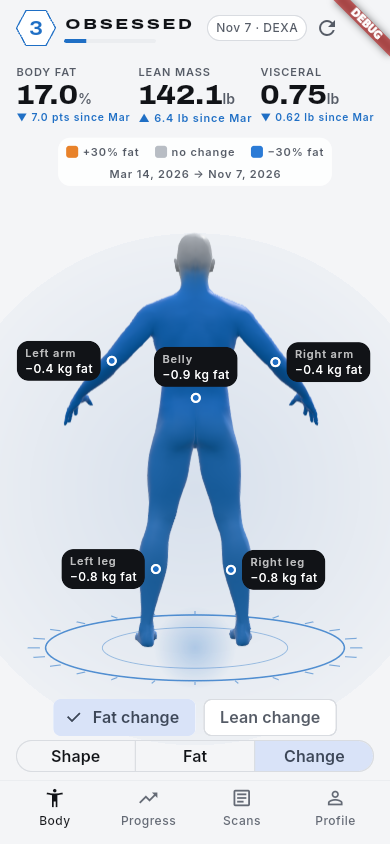 3 OBSESSED Nov 7 · DEXA DEBUG
BODY FAT LEAN MASS VISCERAL
17.0% 142.1lb 0.75lb
▼ 7.0 pts since Mar ▲ 6.4 lb since Mar ▼ 0.62 lb since Mar
+30% fat no change −30% fat
Mar 14, 2026 → Nov 7, 2026
Left arm
−0.4 kg fat
Belly
−0.9 kg fat
Right arm
−0.4 kg fat
Left leg
−0.8 kg fat
Right leg
−0.8 kg fat
✓ Fat change Lean change
Shape Fat Change
Body Progress Scans Profile